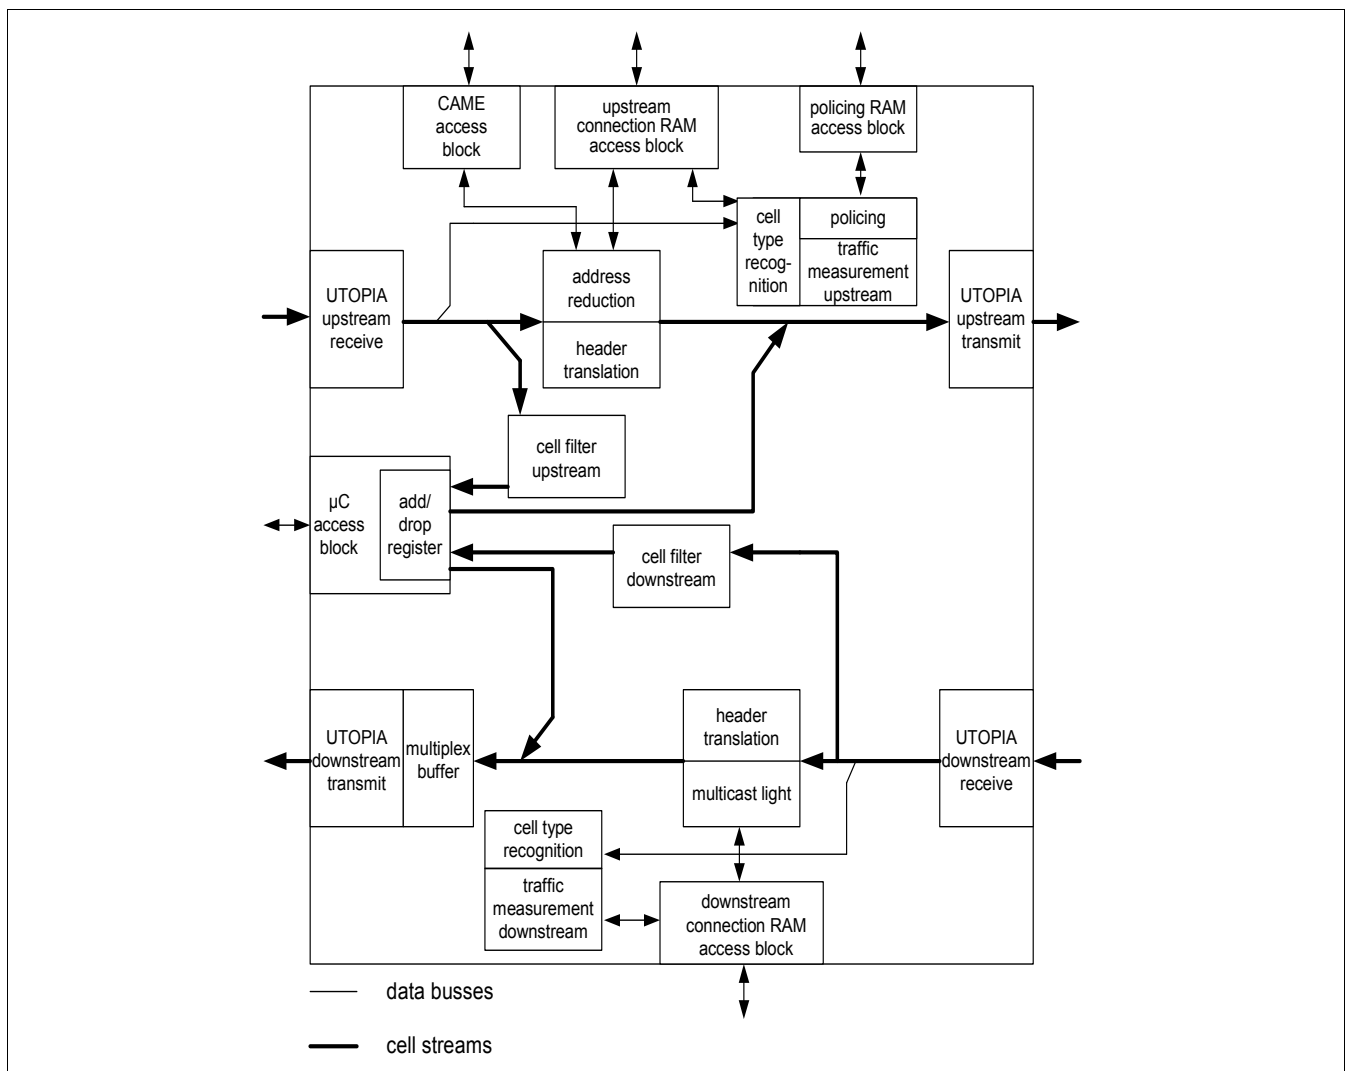 CAME
access
block
upstream
connection RAM
access block
policing RAM
access block
cell
type
recog-
nition
policing
traffic
measurement
upstream
UTOPIA
upstream
receive
address
reduction
header
translation
UTOPIA
upstream
transmit
cell filter
upstream
µC
access
block
add/
drop
register
cell filter
downstream
UTOPIA
downstream
transmit
multiplex
buffer
header
translation
multicast light
UTOPIA
downstream
receive
cell type
recognition
traffic
measurement
downstream
downstream
connection RAM
access block
data busses
cell streams